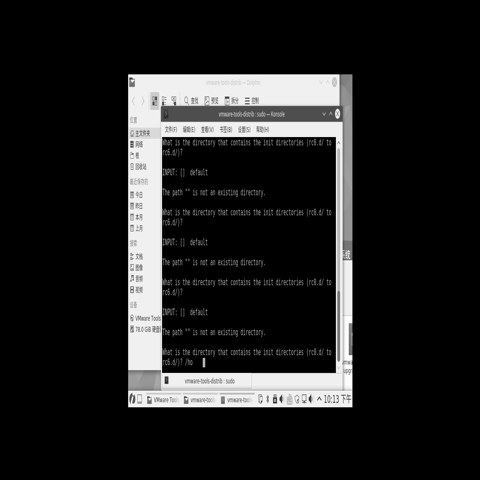 vmware-tools-distrib — Dolphin
查找
预览
拆分
控制
位置
主文件夹
网络
根
回收站
最近保存的
今日
昨日
本月
上月
搜索
文档
图像
音频
视频
设备
VMware Tools
vmware-tools-distrib : sudo — Konsole
文件(F) 编辑(E) 查看(V) 书签(B) 设置(S) 帮助(H)
What is the directory that contains the init directories (rc0.d/ to
rc6.d/)?
INPUT: [] default
The path "" is not an existing directory.
What is the directory that contains the init directories (rc0.d/ to
rc6.d/)?
INPUT: [] default
The path "" is not an existing directory.
What is the directory that contains the init directories (rc0.d/ to
rc6.d/)?
INPUT: [] default
The path "" is not an existing directory.
What is the directory that contains the init directories (rc0.d/ to
rc6.d/)? /ho
vmware-tools-distrib : sudo
VMware Tools vmware-tools- vmware-tools- 10:13 下午